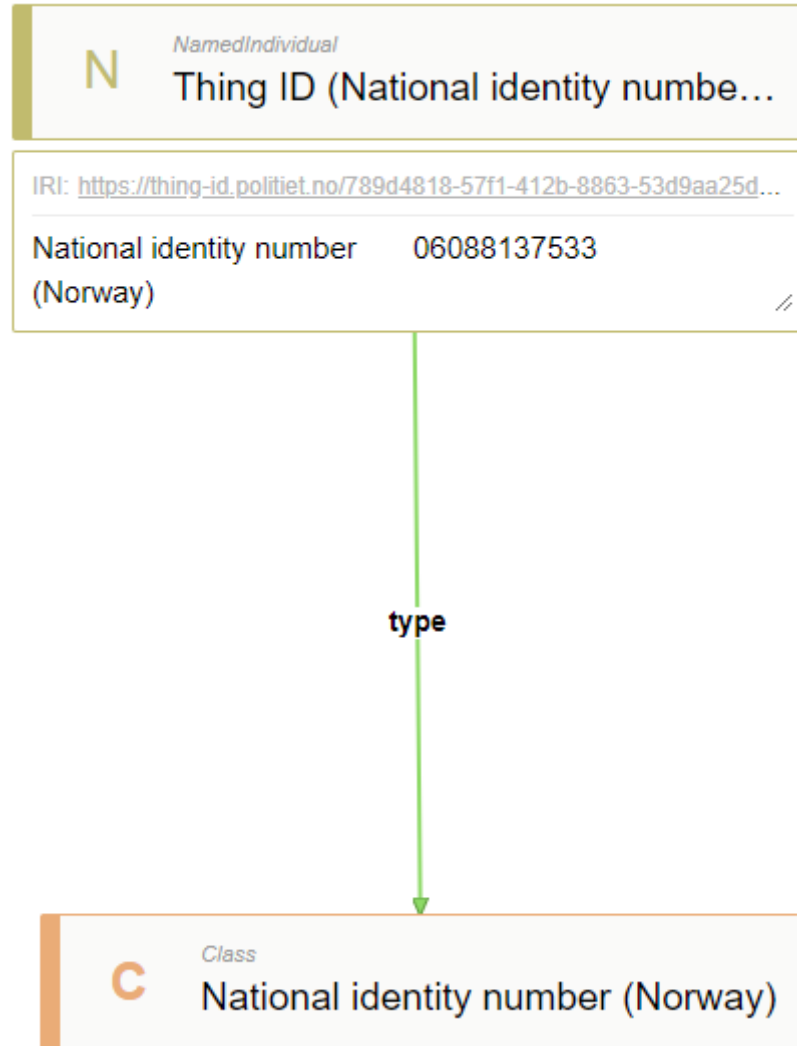 N
NamedIndividual
Thing ID (National identity numbe…
IRI: https://thing-id.politiet.no/789d4818-57f1-412b-8863-53d9aa25d...
National identity number 06088137533
(Norway)
type
C
Class
National identity number (Norway)